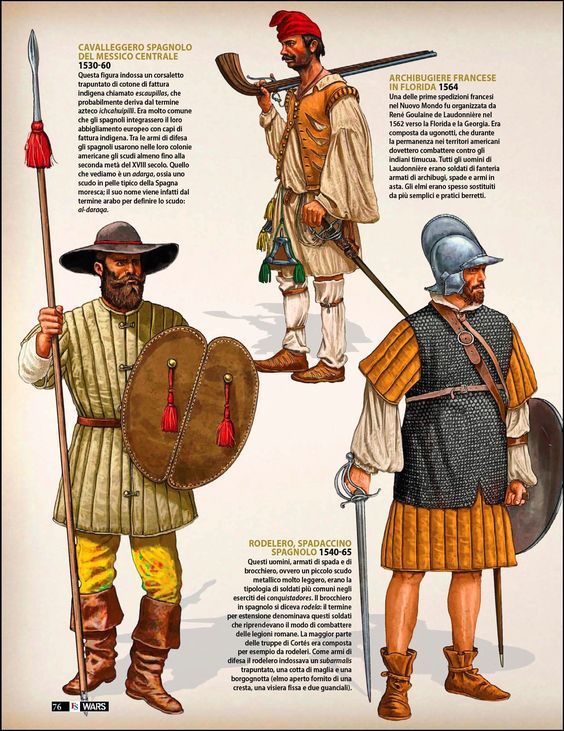 CAVALLEGGERO SPAGNOLO
DEL MESSICO CENTRALE
1530-60
Questa figura indossa un corsaletto
trapuntato di cotone di fattura
indigena chiamato escaupillas, che
probabilmente deriva dal termine
azteco ichcahuipilli. Era molto comune
che gli spagnoli integrassero il loro
abbigliamento europeo con capi di
fattura indigena. Tra le armi di difesa
gli spagnoli usarono nelle loro colonie
americane gli scudi almeno fino alla
seconda metà del XVIII secolo. Quello
che vediamo è un adarga, ossia uno
scudo in pelle tipico della Spagna
moresca; il suo nome viene infatti dal
termine arabo per definire lo scudo:
al-daraqa.
ARCHIBUGIERE FRANCESE
IN FLORIDA 1564
Una delle prime spedizioni francesi
nel Nuovo Mondo fu organizzata da
René Goulaine de Laudonnière nel
1562 verso la Florida e la Georgia. Era
composta da ugonotti, che durante
la permanenza nei territori americani
dovettero combattere contro gli
indiani timucua. Tutti gli uomini di
Laudonnière erano soldati di fanteria
armati di archibugi, spade e armi in
asta. Gli elmi erano spesso sostituiti
da più semplici e pratici berretti.
RODELERO, SPADACCINO
SPAGNOLO 1540-65
Questi uomini, armati di spada e di
brocchiero, ovvero un piccolo scudo
metallico molto leggero, erano la
tipologia di soldati più comuni negli
eserciti dei conquistadores. Il brocchiero
in spagnolo si diceva rodela: il termine
per estensione denominava questi soldati
che riprendevano il modo di combattere
delle legioni romane. La maggior parte
delle truppe di Cortés era composta
per esempio da rodeleri. Come armi di
difesa il rodelero indossava un subarmalis
trapuntato, una cotta di maglia e una
borgognotta (elmo aperto fornito di una
cresta, una visiera fissa e due guanciali).
76 WARS